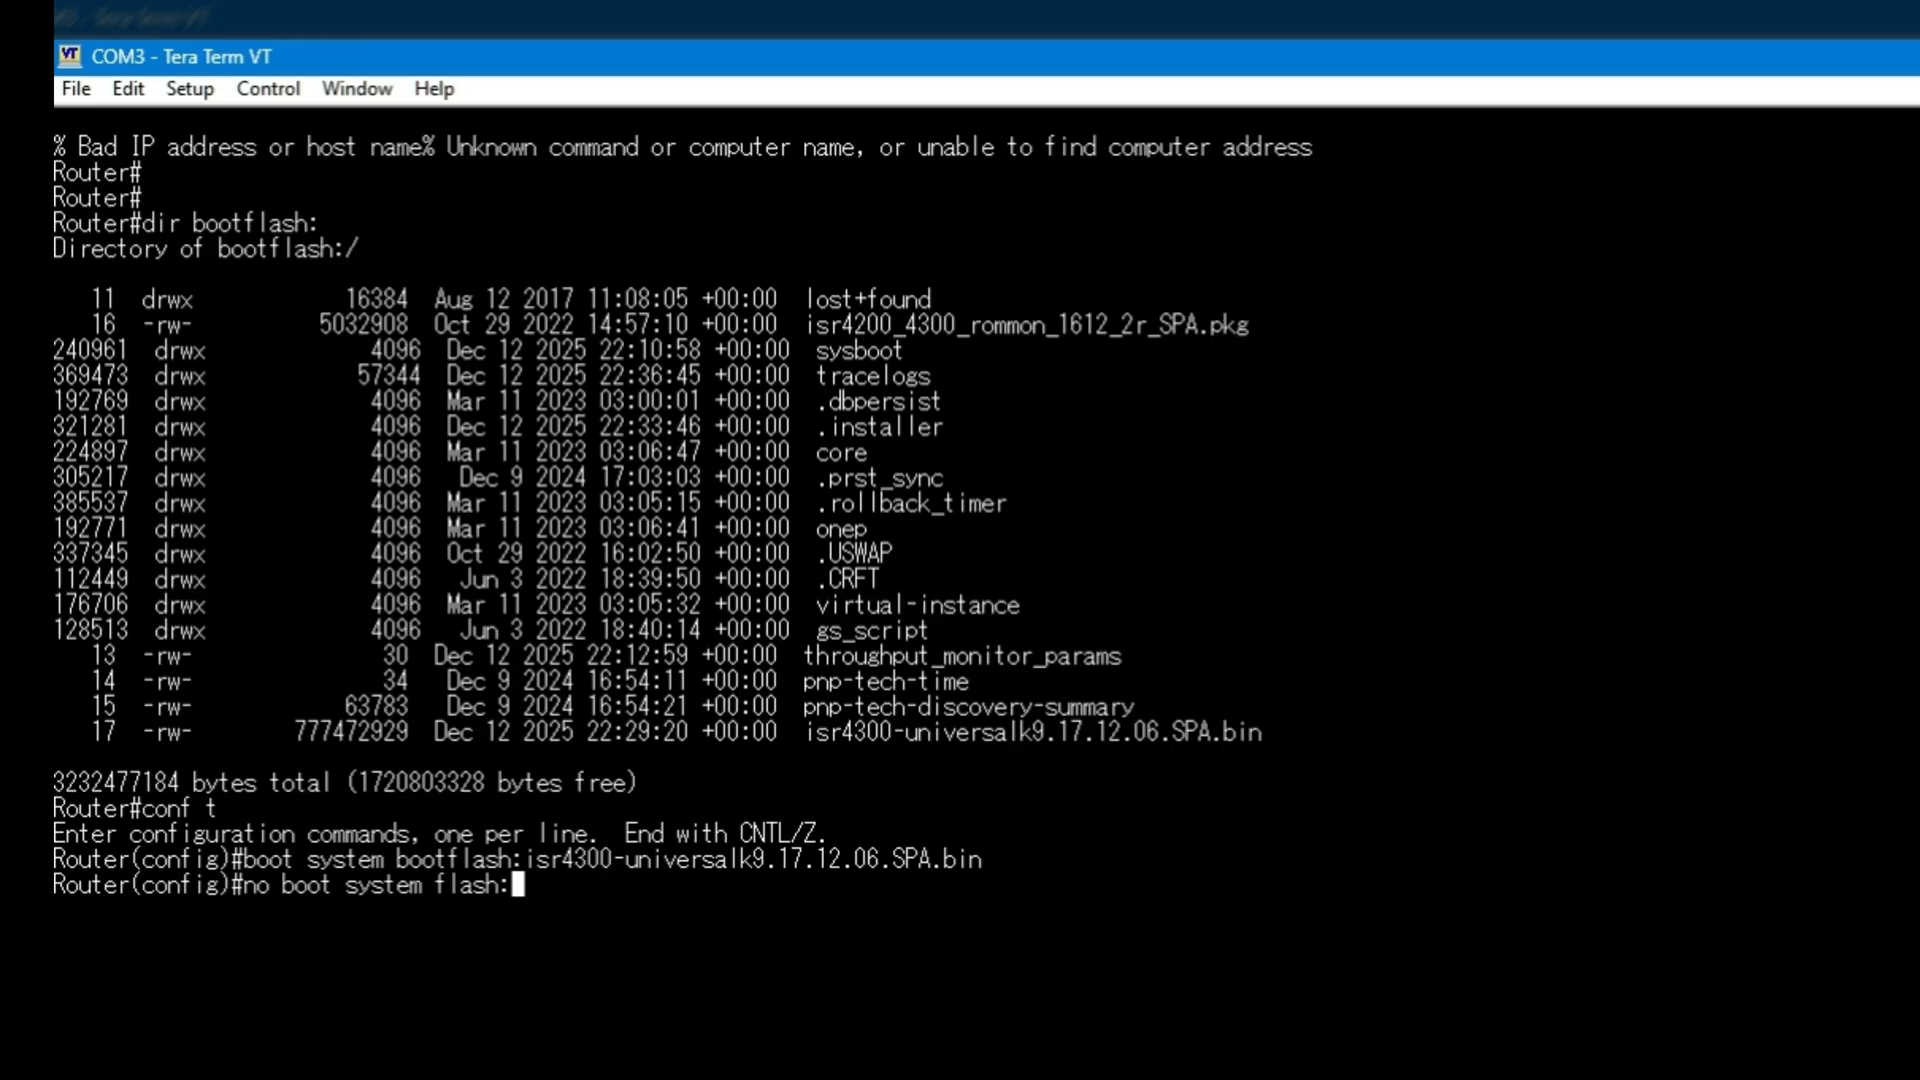 COM3 - Tera Term VT
File Edit Setup Control Window Help
% Bad IP address or host name% Unknown command or computer name, or unable to find computer address
Router#
Router#
Router#dir bootflash:
Directory of bootflash:/
11 drwx 16384 Aug 12 2017 11:08:05 +00:00 lost+found
16 -rw- 5032908 Oct 29 2022 14:57:10 +00:00 isr4200_4300_rommon_1612_2r_SPA.pkg
240961 drwx 4096 Dec 12 2025 22:10:58 +00:00 sysboot
369473 drwx 57344 Dec 12 2025 22:36:45 +00:00 tracelogs
192769 drwx 4096 Mar 11 2023 03:00:01 +00:00 .dbpersist
321281 drwx 4096 Dec 12 2025 22:33:46 +00:00 .installer
224897 drwx 4096 Mar 11 2023 03:06:47 +00:00 core
305217 drwx 4096 Dec 9 2024 17:03:03 +00:00 .prst_sync
385537 drwx 4096 Mar 11 2023 03:05:15 +00:00 .rollback_timer
192771 drwx 4096 Mar 11 2023 03:06:41 +00:00 onep
337345 drwx 4096 Oct 29 2022 16:02:50 +00:00 .USWAP
112449 drwx 4096 Jun 3 2022 18:39:50 +00:00 .CRFT
176706 drwx 4096 Mar 11 2023 03:05:32 +00:00 virtual-instance
128513 drwx 4096 Jun 3 2022 18:40:14 +00:00 gs_script
13 -rw- 30 Dec 12 2025 22:12:59 +00:00 throughput_monitor_params
14 -rw- 34 Dec 9 2024 16:54:11 +00:00 pnp-tech-time
15 -rw- 63783 Dec 9 2024 16:54:21 +00:00 pnp-tech-discovery-summary
17 -rw- 777472929 Dec 12 2025 22:29:20 +00:00 isr4300-universalk9.17.12.06.SPA.bin
3232477184 bytes total (1720803328 bytes free)
Router#conf t
Enter configuration commands, one per line. End with CNTL/Z.
Router(config)#boot system bootflash:isr4300-universalk9.17.12.06.SPA.bin
Router(config)#no boot system flash: